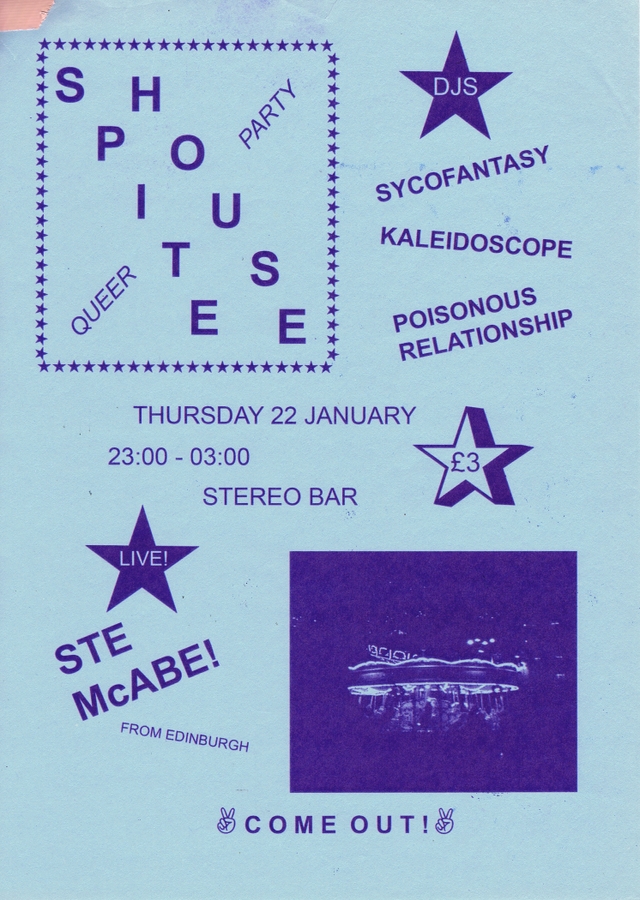 SPITE
HOUSE
QUEER
PARTY
DJS
SYCOFANTASY
KALEIDOSCOPE
POISONOUS
RELATIONSHIP
THURSDAY 22 JANUARY
23:00 - 03:00
£3
STEREO BAR
LIVE!
STE
McABE!
FROM EDINBURGH
✌ COME OUT! ✌